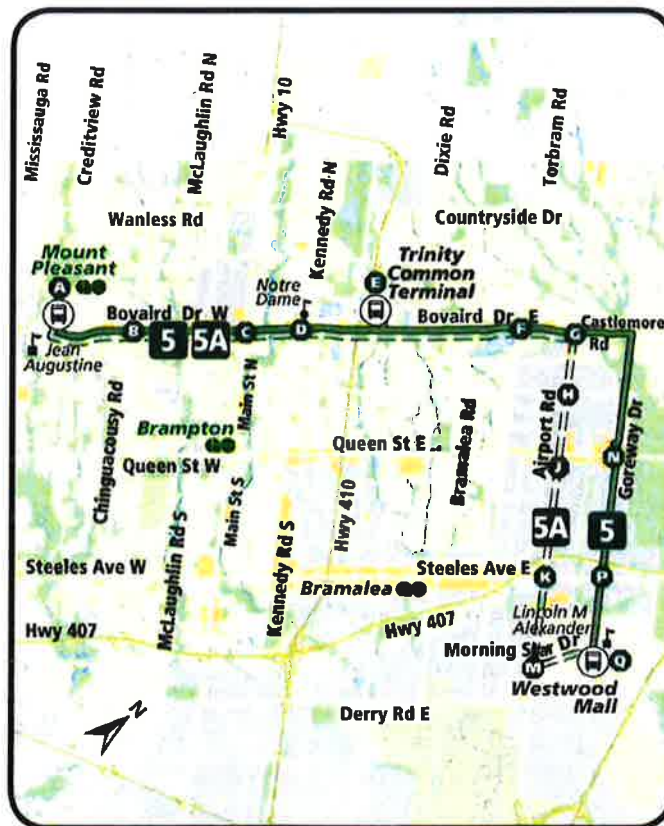 Mississauga Rd
Creditview Rd
McLaughlin Rd N
Hwy 10
Kennedy Rd N
Dixie Rd
Torbram Rd
Wanless Rd
Countryside Dr
Mount
Pleasant
A
Notre
Dame
E
Trinity
Common
Terminal
Bovaird Dr W
Bovaird Dr E
B
5
5A
C
D
F
G
Castlemore
Rd
Jean
Augustine
Chinguacousy Rd
Main St N
Brampton
Queen St W
Main St S
Queen St E
Bramalea Rd
Hwy 410
H
Airport Rd
J
N
Goreway Dr
5A
5
Steeles Ave W
McLaughlin Rd S
Kennedy Rd S
Steeles Ave E
Bramalea
K
P
Hwy 407
Hwy 407
Lincoln M
Alexander
Morning Star Dr
M
Q
Westwood
Mall
Derry Rd E
N